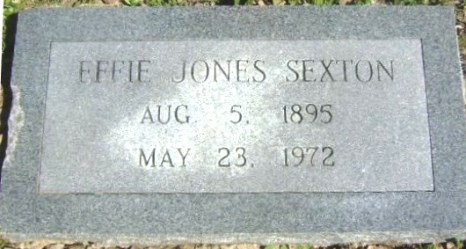 EFFIE JONES SEXTON
AUG 5, 1895
MAY 23, 1972